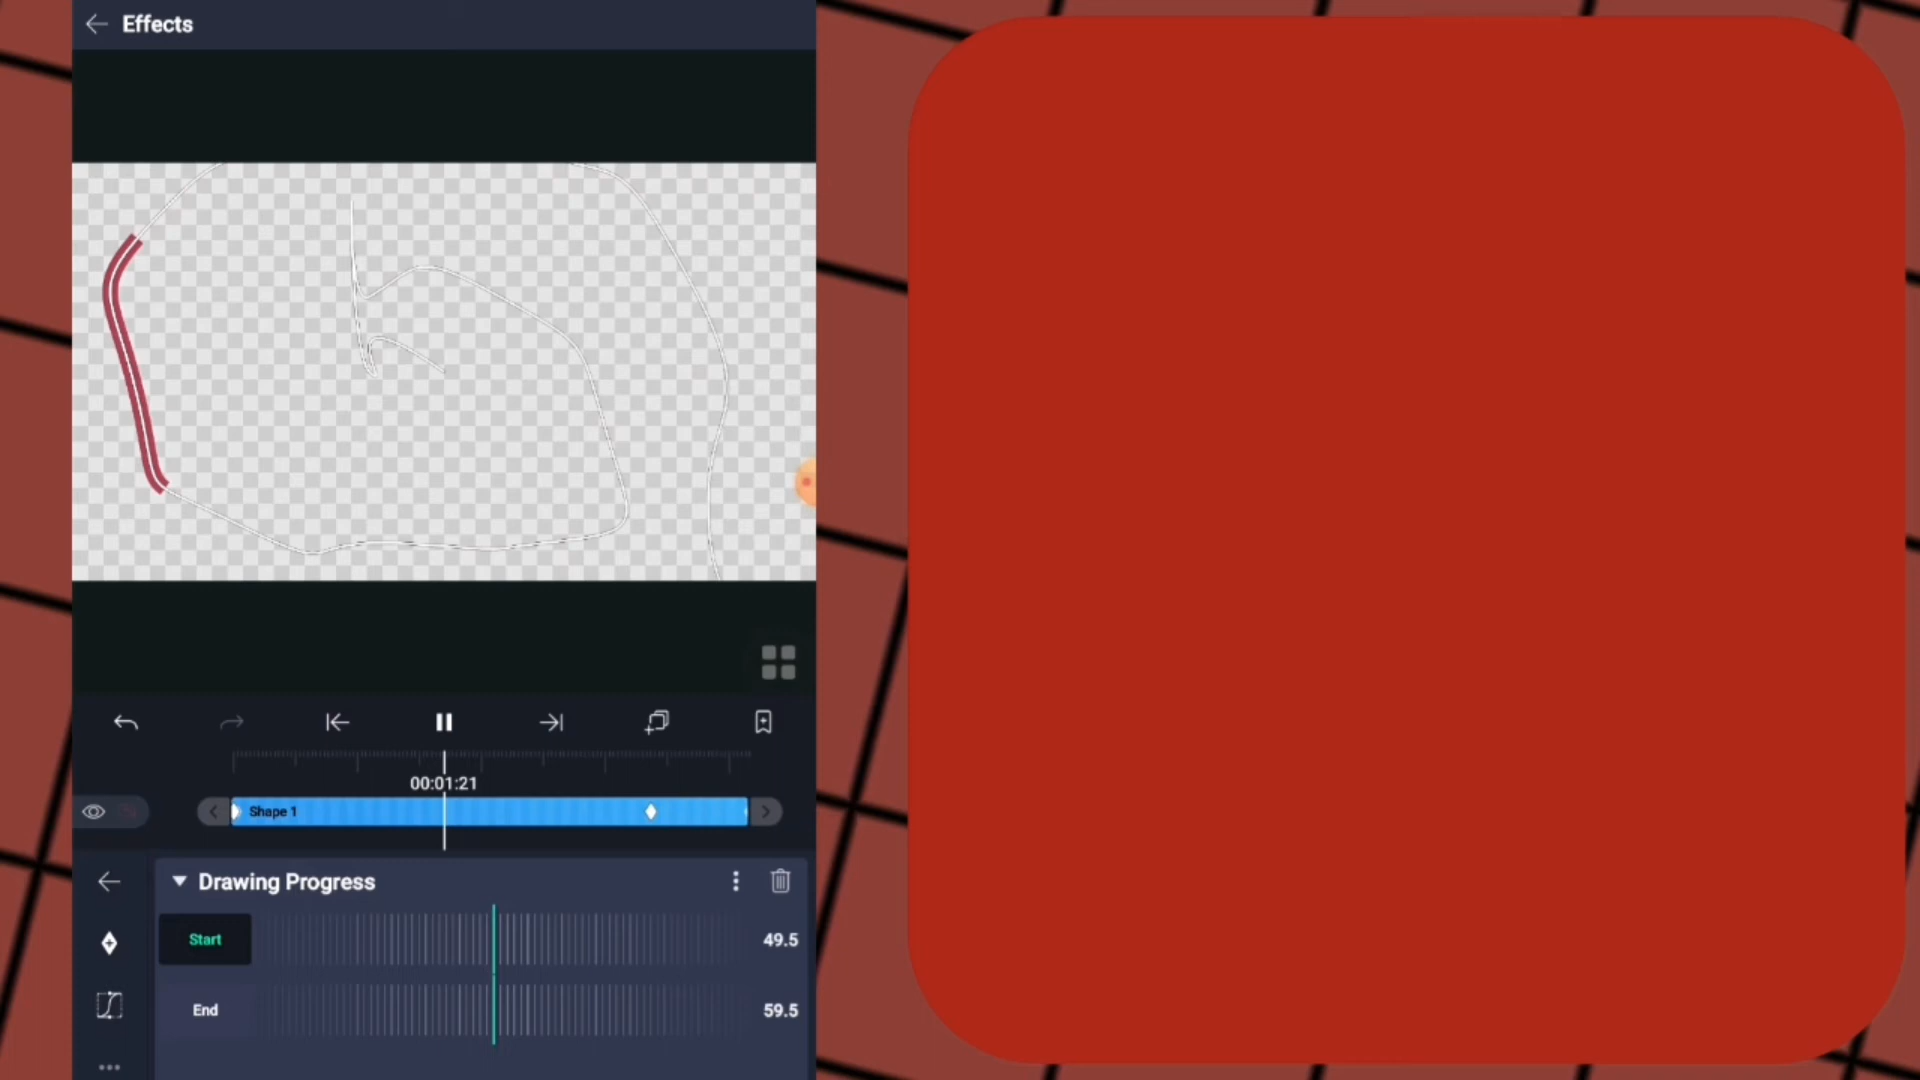 Effects
00:01:21
Shape 1
Drawing Progress
Start
49.5
End
59.5